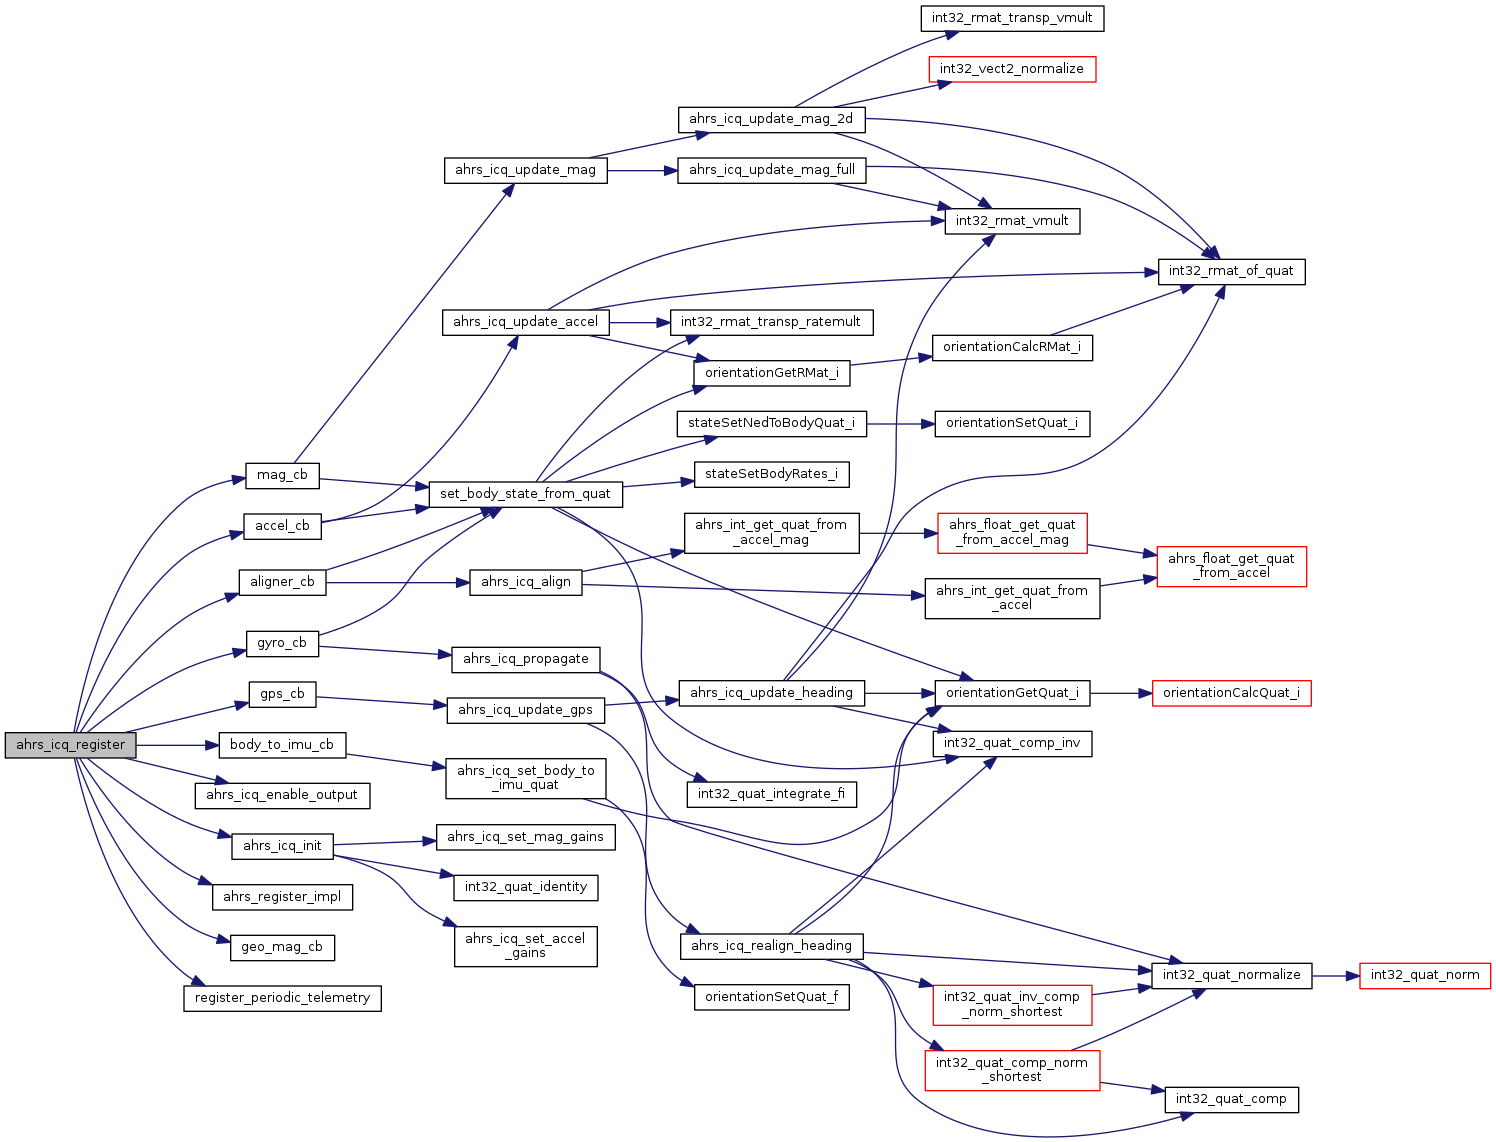 int32_rmat_transp_vmult
int32_vect2_normalize
ahrs_icq_update_mag_2d
ahrs_icq_update_mag
ahrs_icq_update_mag_full
int32_rmat_vmult
int32_rmat_of_quat
ahrs_icq_update_accel
int32_rmat_transp_ratemult
orientationCalcRMat_i
orientationGetRMat_i
stateSetNedToBodyQuat_i
orientationSetQuat_i
mag_cb
stateSetBodyRates_i
set_body_state_from_quat
accel_cb
ahrs_int_get_quat_from
_accel_mag
ahrs_float_get_quat
_from_accel_mag
ahrs_float_get_quat
_from_accel
aligner_cb
ahrs_icq_align
ahrs_int_get_quat_from
_accel
gyro_cb
ahrs_icq_propagate
gps_cb
ahrs_icq_update_heading
orientationGetQuat_i
orientationCalcQuat_i
ahrs_icq_update_gps
ahrs_icq_register
body_to_imu_cb
int32_quat_comp_inv
ahrs_icq_set_body_to
_imu_quat
ahrs_icq_enable_output
int32_quat_integrate_fi
ahrs_icq_init
ahrs_icq_set_mag_gains
int32_quat_identity
ahrs_register_impl
ahrs_icq_set_accel
_gains
geo_mag_cb
ahrs_icq_realign_heading
int32_quat_normalize
int32_quat_norm
register_periodic_telemetry
orientationSetQuat_f
int32_quat_inv_comp
_norm_shortest
int32_quat_comp_norm
_shortest
int32_quat_comp